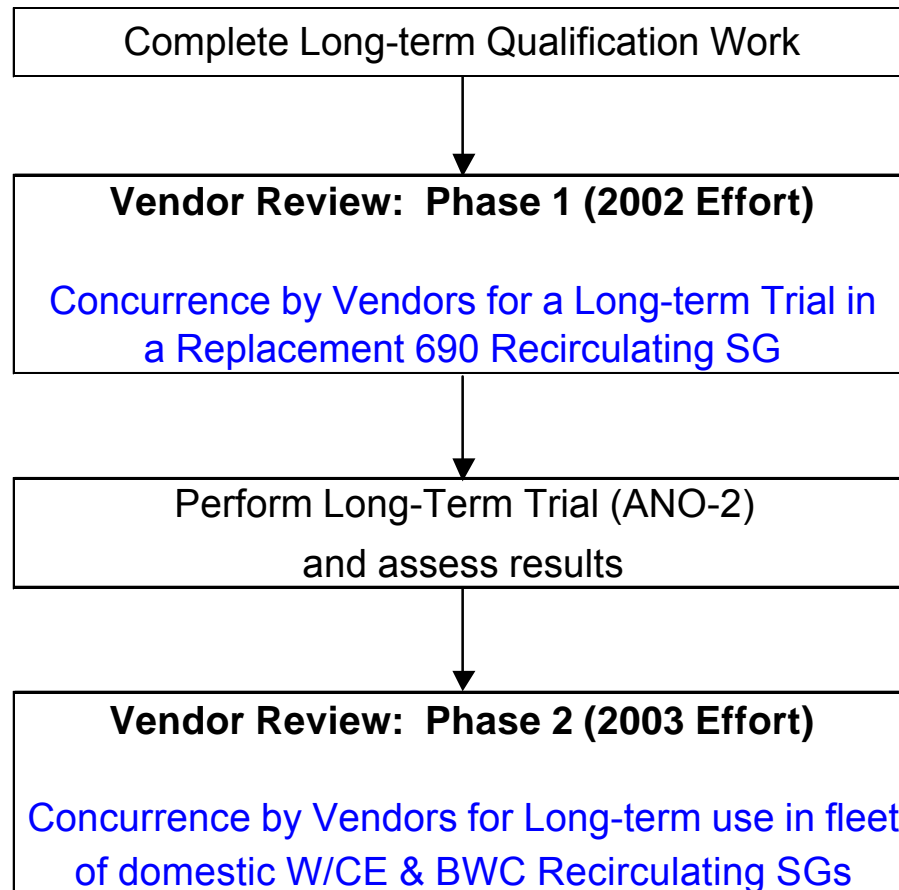 Complete Long-term Qualification Work
Vendor Review: Phase 1 (2002 Effort)
Concurrence by Vendors for a Long-term Trial in
a Replacement 690 Recirculating SG
Perform Long-Term Trial (ANO-2)
and assess results
Vendor Review: Phase 2 (2003 Effort)
Concurrence by Vendors for Long-term use in fleet
of domestic W/CE & BWC Recirculating SGs